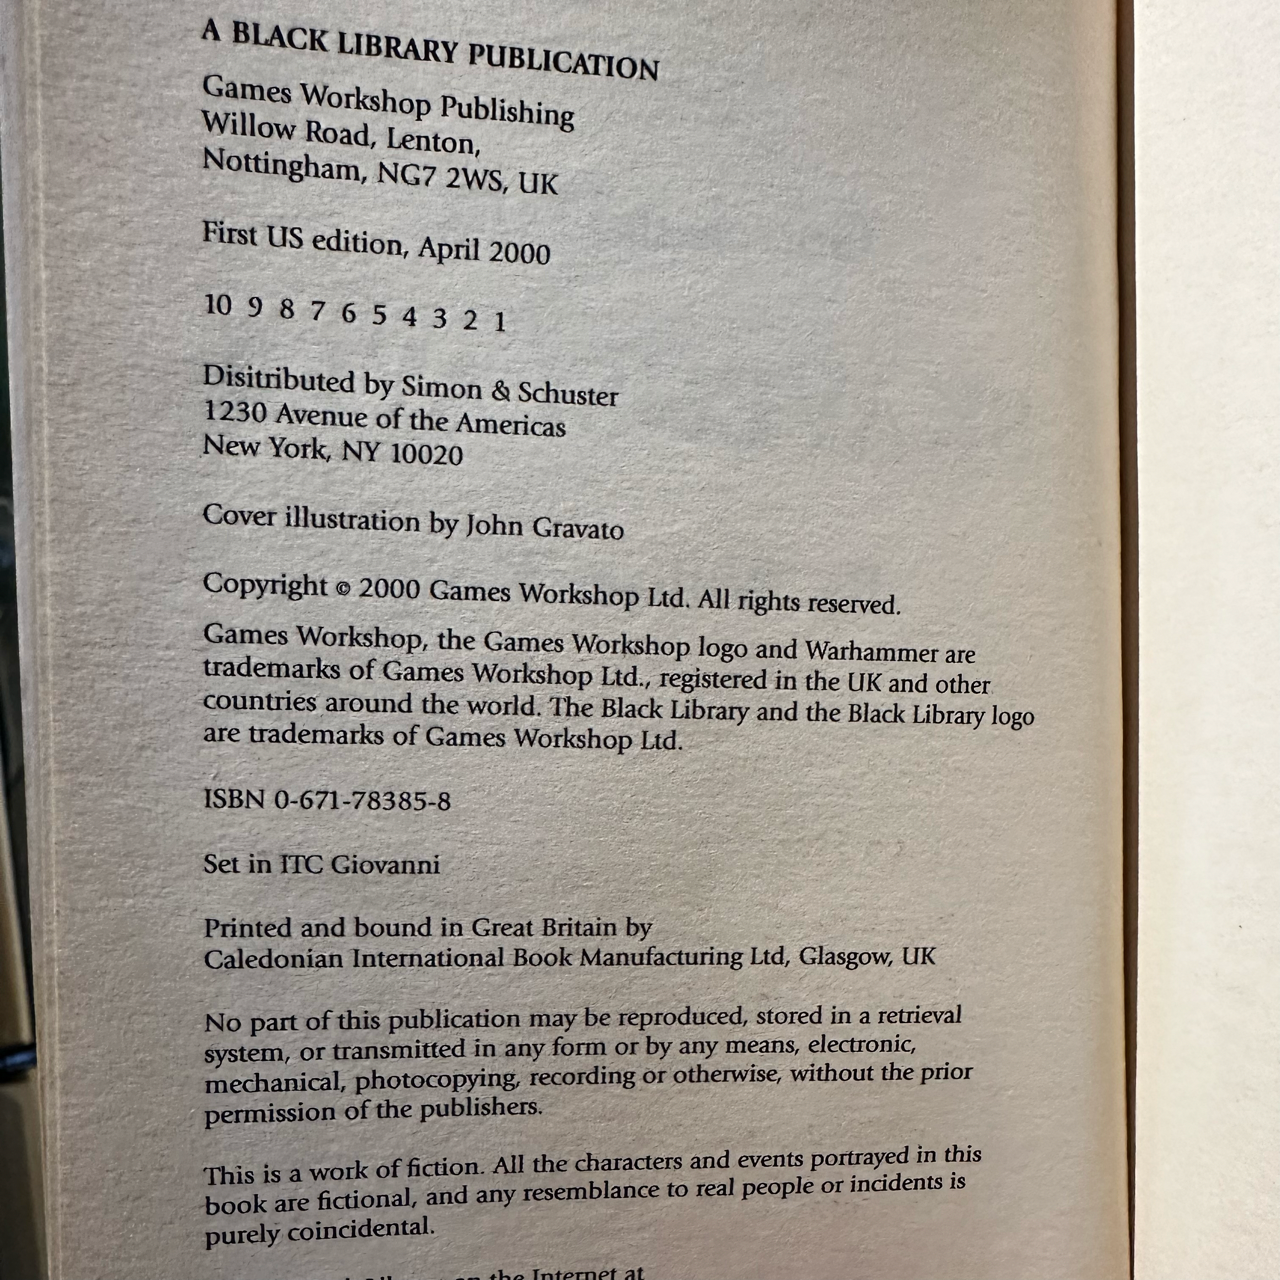 A BLACK LIBRARY PUBLICATION
Games Workshop Publishing
Willow Road, Lenton,
Nottingham, NG7 2WS, UK
First US edition, April 2000
10 9 8 7 6 5 4 3 2 1
Disitributed by Simon & Schuster
1230 Avenue of the Americas
New York, NY 10020
Cover illustration by John Gravato
Copyright © 2000 Games Workshop Ltd. All rights reserved.
Games Workshop, the Games Workshop logo and Warhammer are
trademarks of Games Workshop Ltd., registered in the UK and other
countries around the world. The Black Library and the Black Library logo
are trademarks of Games Workshop Ltd.
ISBN 0-671-78385-8
Set in ITC Giovanni
Printed and bound in Great Britain by
Caledonian International Book Manufacturing Ltd, Glasgow, UK
No part of this publication may be reproduced, stored in a retrieval
system, or transmitted in any form or by any means, electronic,
mechanical, photocopying, recording or otherwise, without the prior
permission of the publishers.
This is a work of fiction. All the characters and events portrayed in this
book are fictional, and any resemblance to real people or incidents is
purely coincidental.
on the Internet at